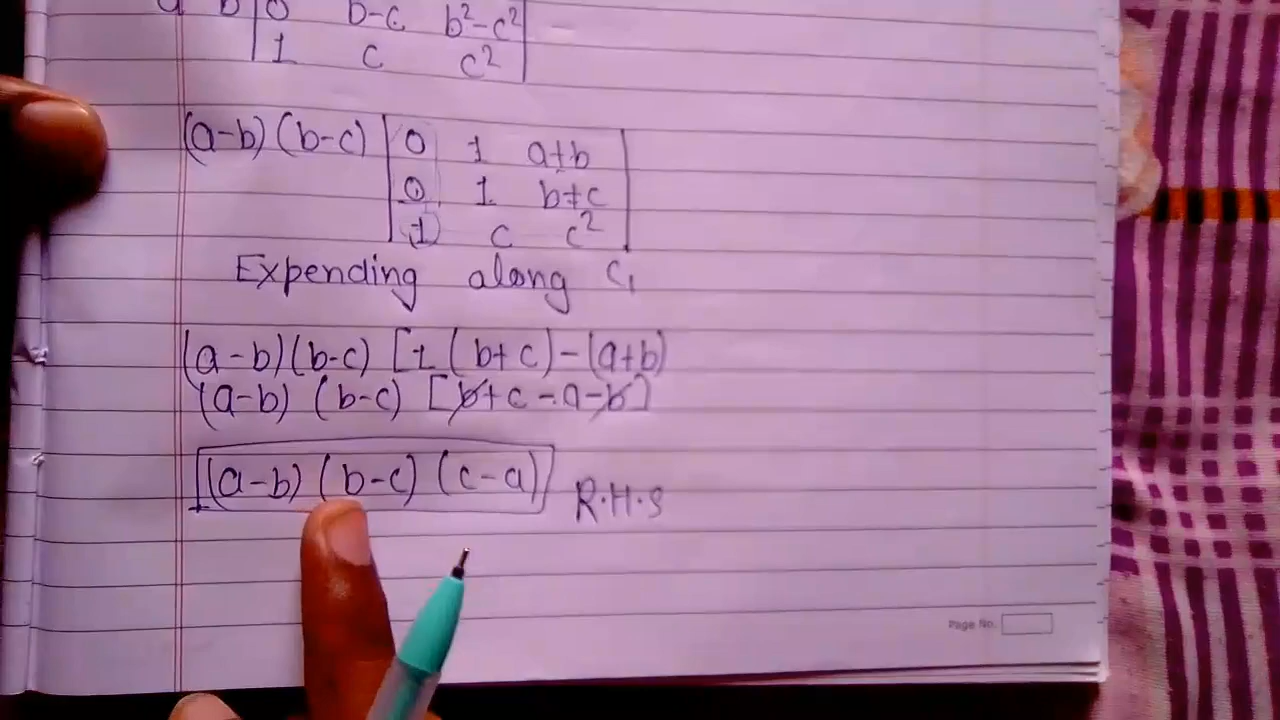 a b | 0 b-c b²-c² |
| 1 c c² |
(a-b) (b-c) | 0 1 a+b |
| 0 1 b+c |
| 1 c c² |
Expending along C₁
(a-b)(b-c) [1 (b+c) - (a+b)
(a-b) (b-c) [b+c-a-b]
(a-b) (b-c) (c-a) R.H.S
Page No.